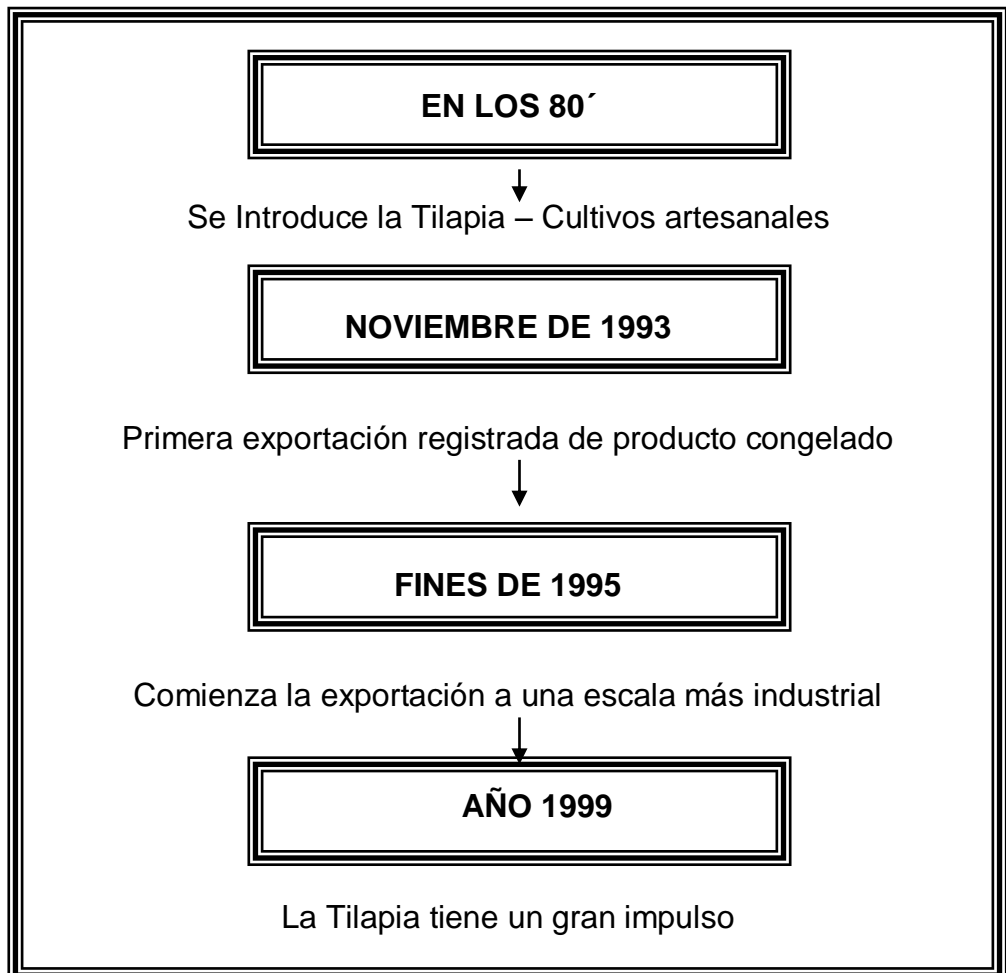 EN LOS 80´
Se Introduce la Tilapia – Cultivos artesanales
NOVIEMBRE DE 1993
Primera exportación registrada de producto congelado
FINES DE 1995
Comienza la exportación a una escala más industrial
AÑO 1999
La Tilapia tiene un gran impulso